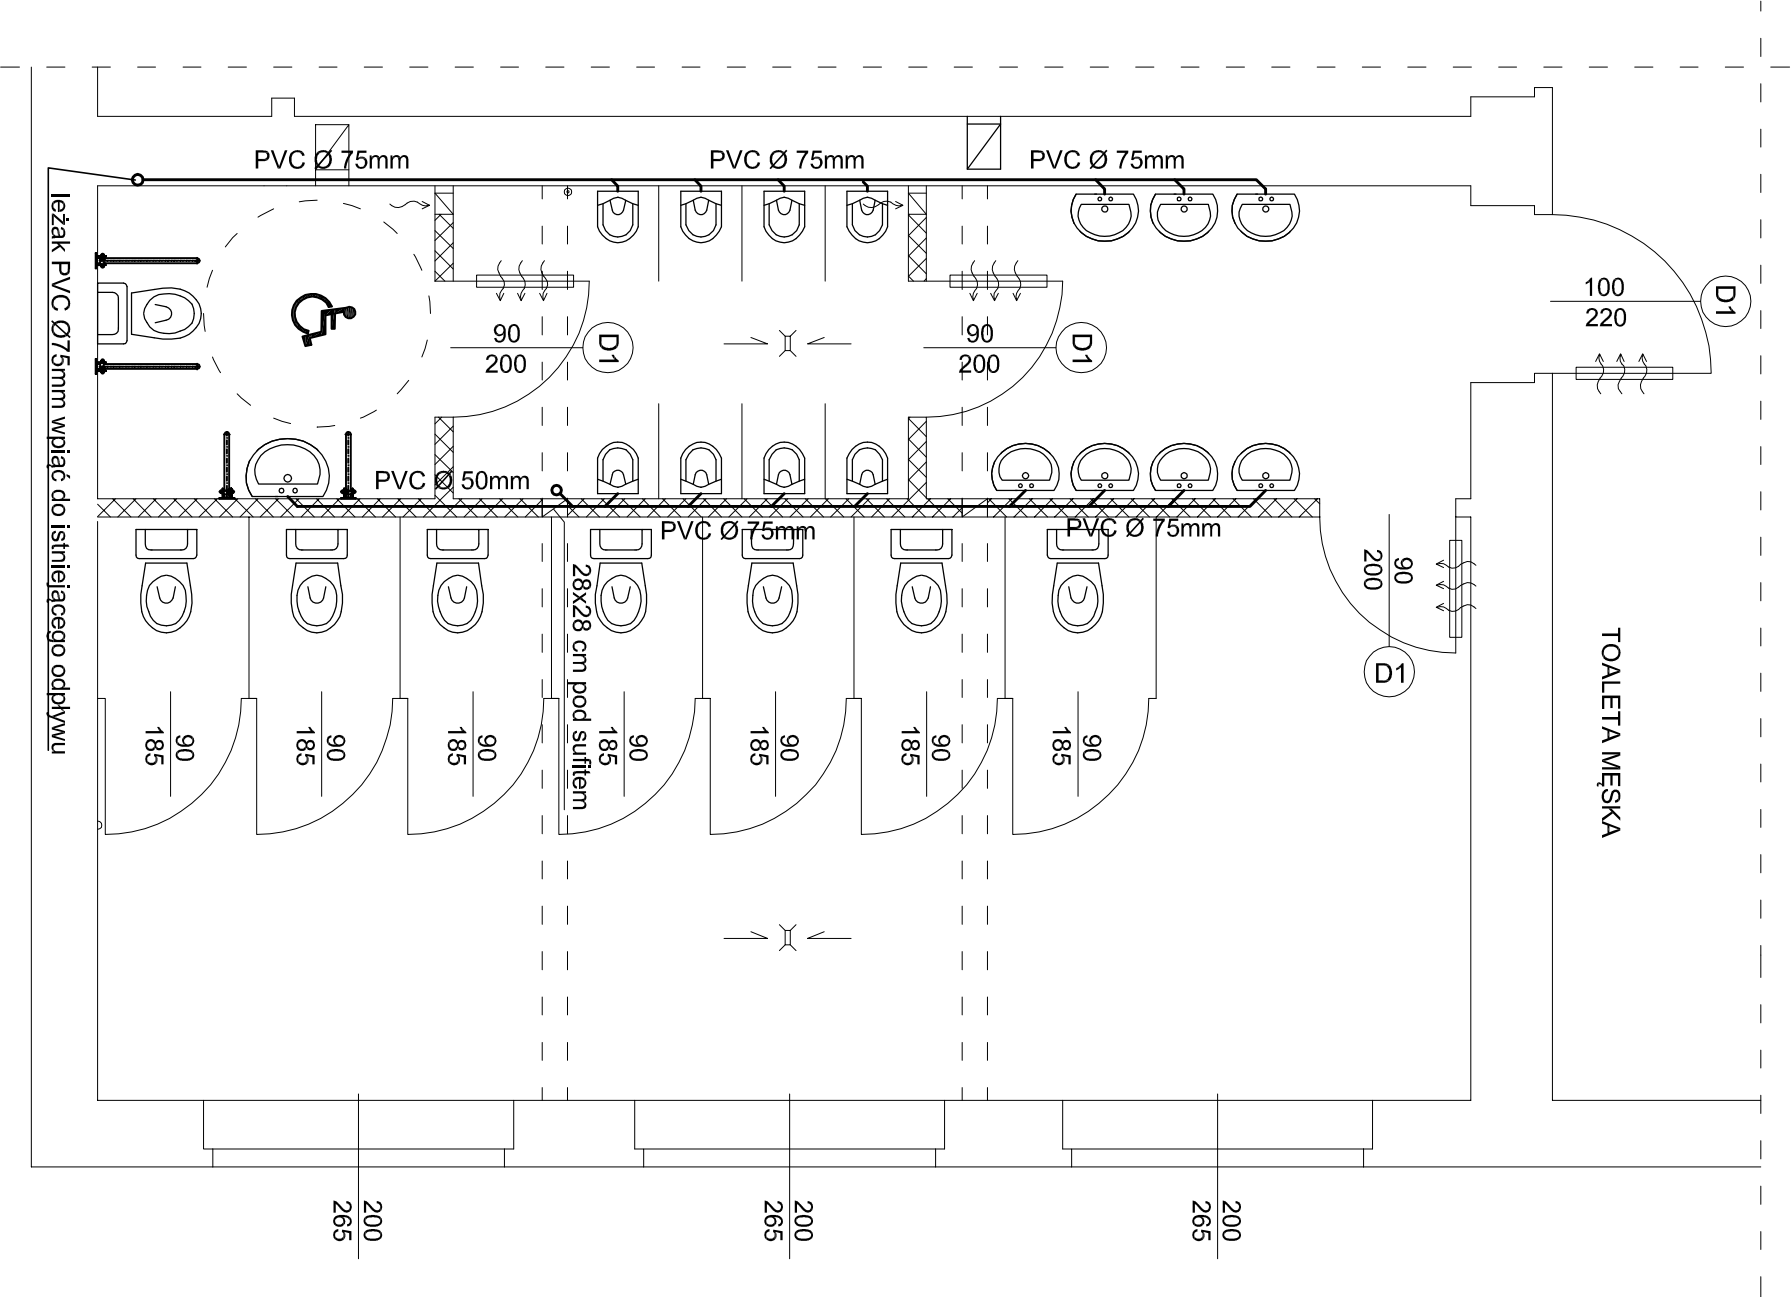 PVC Ø 75mm
PVC Ø 75mm
PVC Ø 75mm
leżak PVC Ø75mm wpiąć do istniejącego odpływu
100
220
D1
90
200
D1
90
200
D1
PVC Ø 50mm
PVC Ø 75mm
PVC Ø 75mm
90
200
D1
28x28 cm pod sufitem
TOALETA MĘSKA
90
185
90
185
90
185
90
185
90
185
90
185
90
185
200
265
200
265
200
265